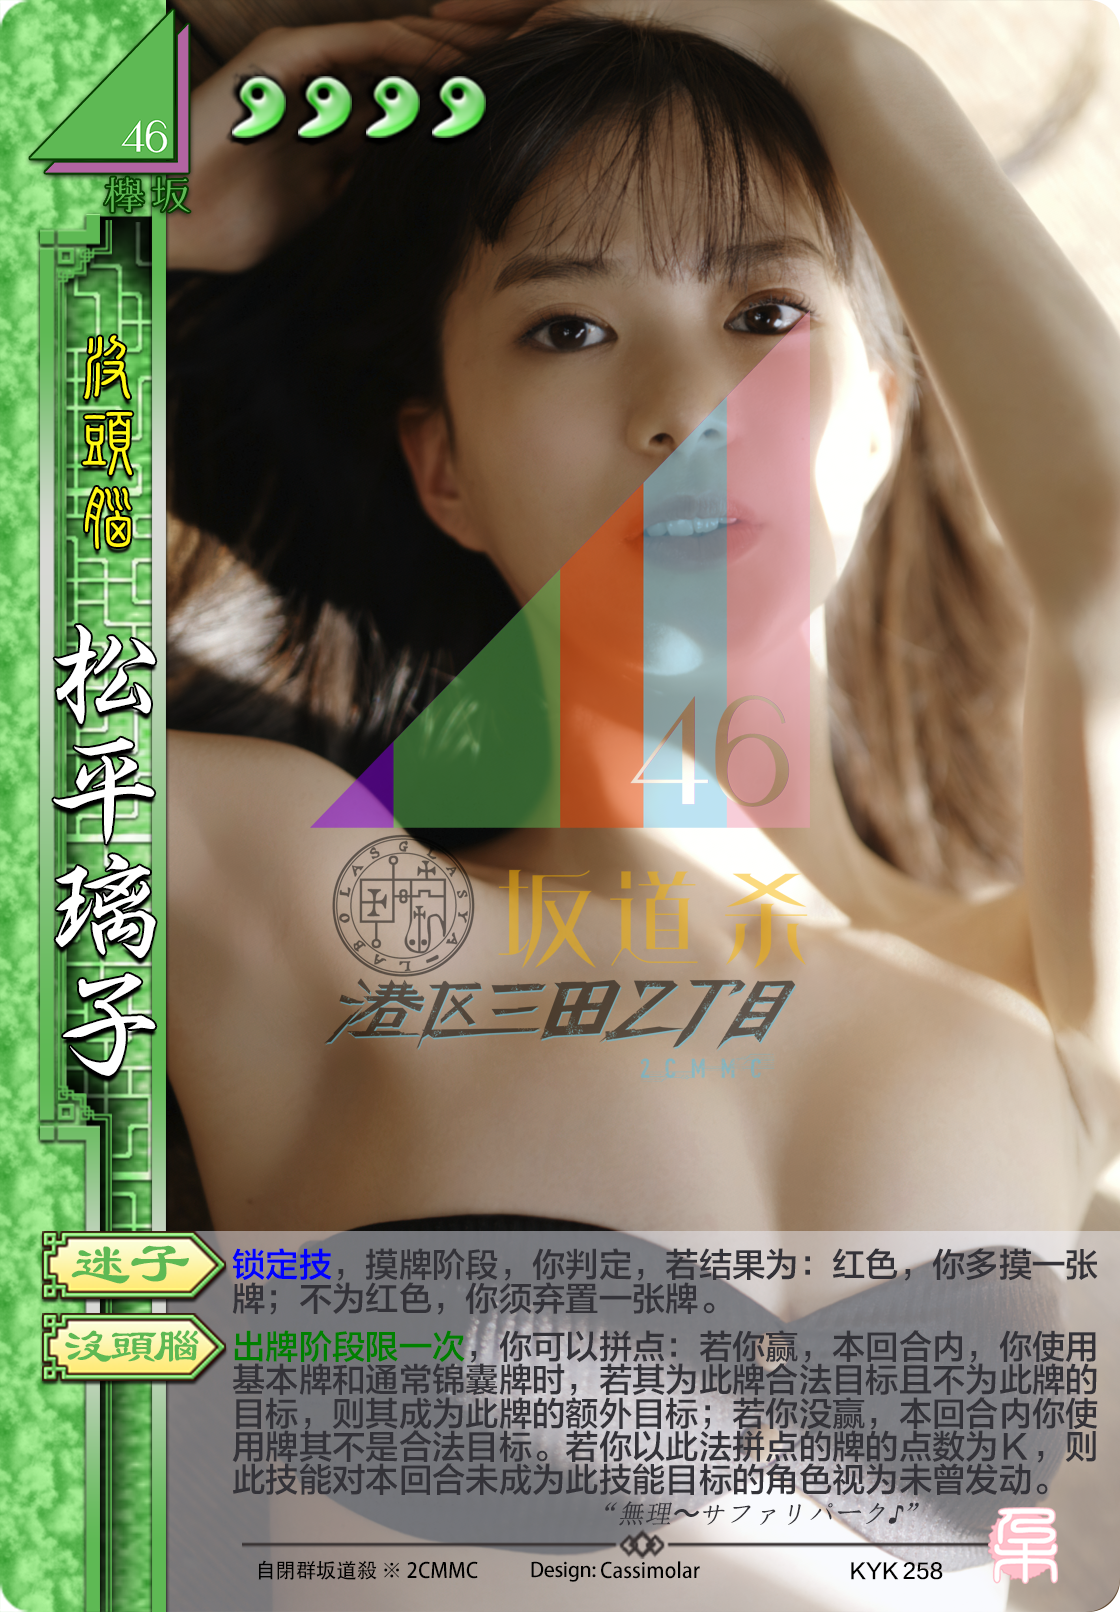 46
欅坂
沒頭腦
松平璃子
46
GLASYA-LABOLAS
坂道杀
港区三田2丁目
2CMMC
迷子
锁定技，摸牌阶段，你判定，若结果为：红色，你多摸一张
牌；不为红色，你须弃置一张牌。
沒頭腦
出牌阶段限一次，你可以拼点：若你赢，本回合内，你使用
基本牌和通常锦囊牌时，若其为此牌合法目标且不为此牌的
目标，则其成为此牌的额外目标；若你没赢，本回合内你使
用牌其不是合法目标。若你以此法拼点的牌的点数为K，则
此技能对本回合未成为此技能目标的角色视为未曾发动。
“無理～サファリパーク♪”
自閉群坂道殺 ※ 2CMMC
Design: Cassimolar
KYK 258